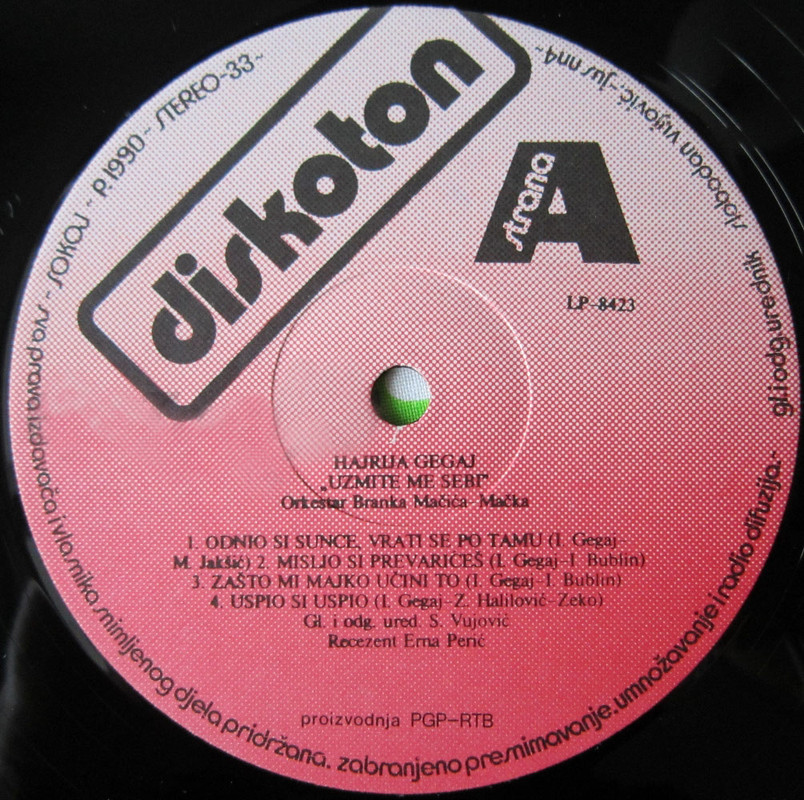 diskoton
strana
A
LP-8423
HAJRIJA GEGAJ
„UZMITE ME SEBI"
Orkestar Branka Mačića-Mačka
1. ODNIO SI SUNCE, VRATI SE PO TAMU (I. Gegaj-
M. Jakšić) 2. MISLJO SI PREVARIĆEŠ (I. Gegaj-I. Bublin)
3. ZAŠTO MI MAJKO UČINI TO (I. Gegaj-I. Bublin)
4. USPIO SI USPIO (I. Gegaj-Z. Halilović-Zeko)
Gl. i odg. ured. S. Vujović
Recezent Ema Perić
proizvodnja PGP-RTB
sva prava izdavača i vlasnika snimljenog djela pridržana. zabranjeno presnimavanje. umnožavanje i radio difuzija.-
gl. i odg. urednik slobodan vujović-jus nn4-
- SOKOJ - P.1990 - STEREO-33-